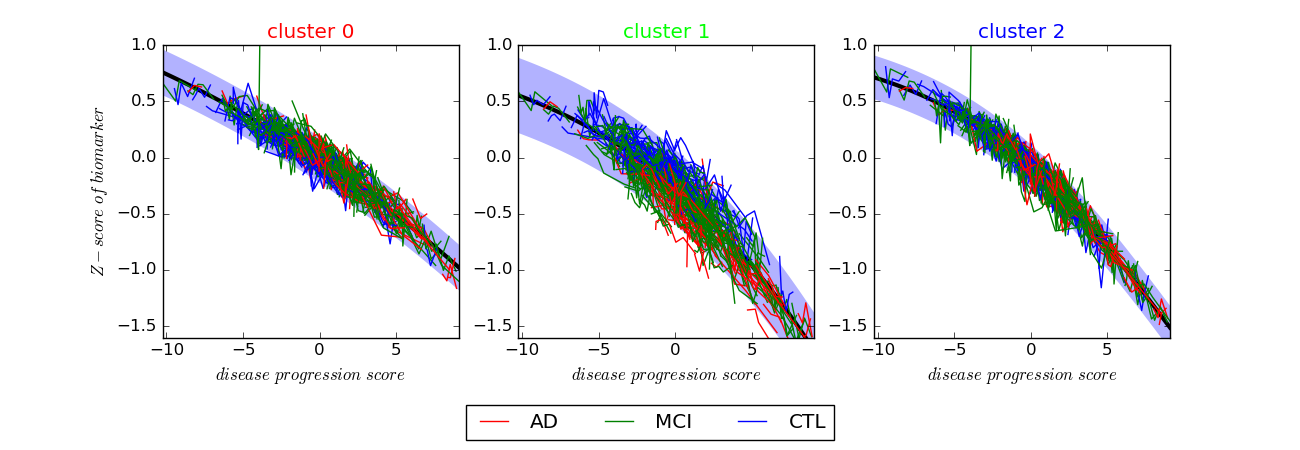 cluster 0 cluster 1 cluster 2
1.0 1.0 1.0
0.5 0.5 0.5
0.0 0.0 0.0
−0.5 −0.5 −0.5
−1.0 −1.0 −1.0
−1.5 −1.5 −1.5
Z − score of biomarker
−10 −5 0 5 −10 −5 0 5 −10 −5 0 5
disease progression score disease progression score disease progression score
AD MCI CTL